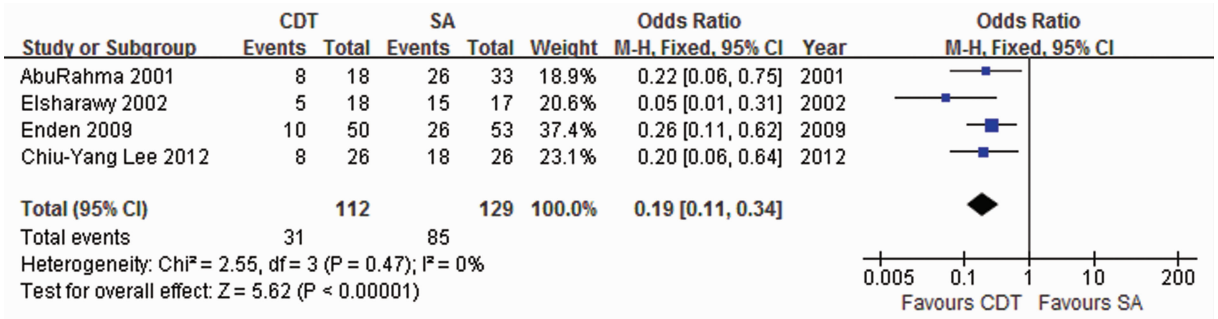 CDT SA Odds Ratio Odds Ratio
Study or Subgroup Events Total Events Total Weight M-H, Fixed, 95% CI Year M-H, Fixed, 95% CI
AbuRahma 2001 8 18 26 33 18.9% 0.22 [0.06, 0.75] 2001
Elsharawy 2002 5 18 15 17 20.6% 0.05 [0.01, 0.31] 2002
Enden 2009 10 50 26 53 37.4% 0.26 [0.11, 0.62] 2009
Chiu-Yang Lee 2012 8 26 18 26 23.1% 0.20 [0.06, 0.64] 2012
Total (95% CI) 112 129 100.0% 0.19 [0.11, 0.34]
Total events 31 85
Heterogeneity: Chi² = 2.55, df = 3 (P = 0.47); I² = 0%
Test for overall effect: Z = 5.62 (P < 0.00001)
0.005 0.1 1 10 200
Favours CDT Favours SA